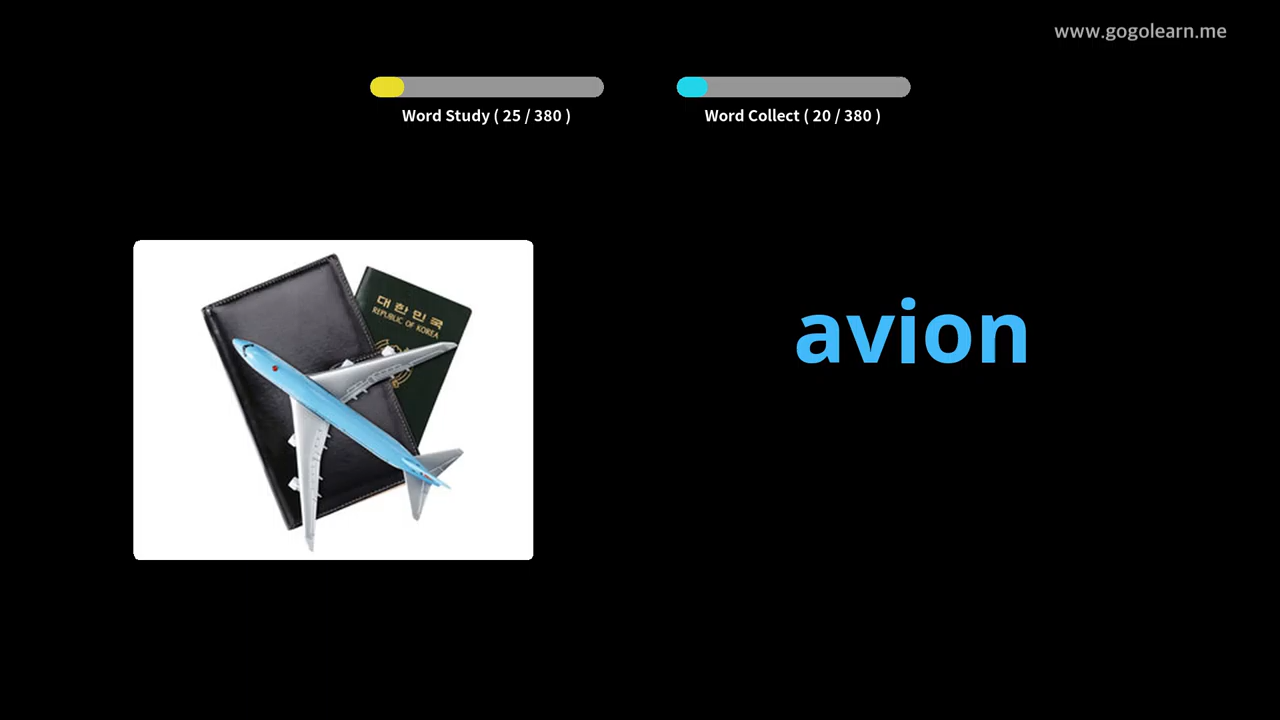 www.gogolearn.me
Word Study ( 25 / 380 )
Word Collect ( 20 / 380 )
대한민국
REPUBLIC OF KOREA
avion